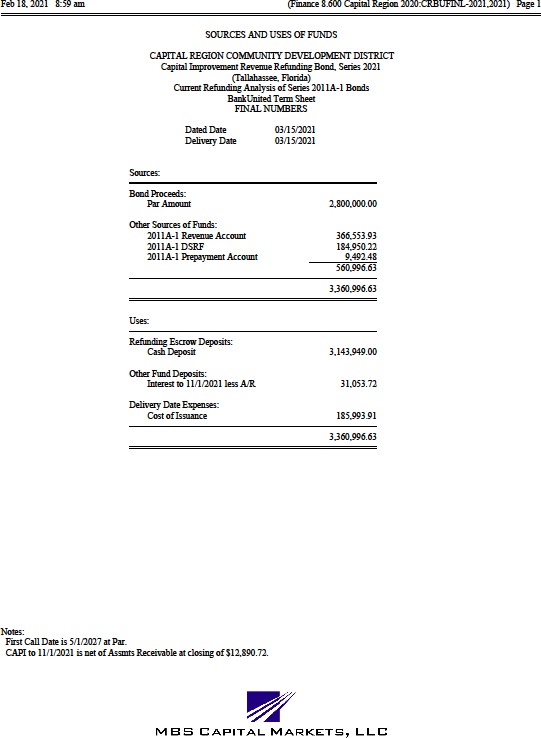 Feb 18, 2021 8:59 am (Finance 8.600 Capital Region 2020:CRBUFINL-2021,2021) Page 1
SOURCES AND USES OF FUNDS
CAPITAL REGION COMMUNITY DEVELOPMENT DISTRICT
Capital Improvement Revenue Refunding Bond, Series 2021
(Tallahassee, Florida)
Current Refunding Analysis of Series 2011A-1 Bonds
BankUnited Term Sheet
FINAL NUMBERS
Dated Date 03/15/2021
Delivery Date 03/15/2021
Sources:
Bond Proceeds:
Par Amount 2,800,000.00
Other Sources of Funds:
2011A-1 Revenue Account 366,553.93
2011A-1 DSRF 184,950.22
2011A-1 Prepayment Account 9,492.48
560,996.63
3,360,996.63
Uses:
Refunding Escrow Deposits:
Cash Deposit 3,143,949.00
Other Fund Deposits:
Interest to 11/1/2021 less A/R 31,053.72
Delivery Date Expenses:
Cost of Issuance 185,993.91
3,360,996.63
Notes:
First Call Date is 5/1/2027 at Par.
CAPI to 11/1/2021 is net of Assmts Receivable at closing of $12,890.72.
MBS CAPITAL MARKETS, LLC